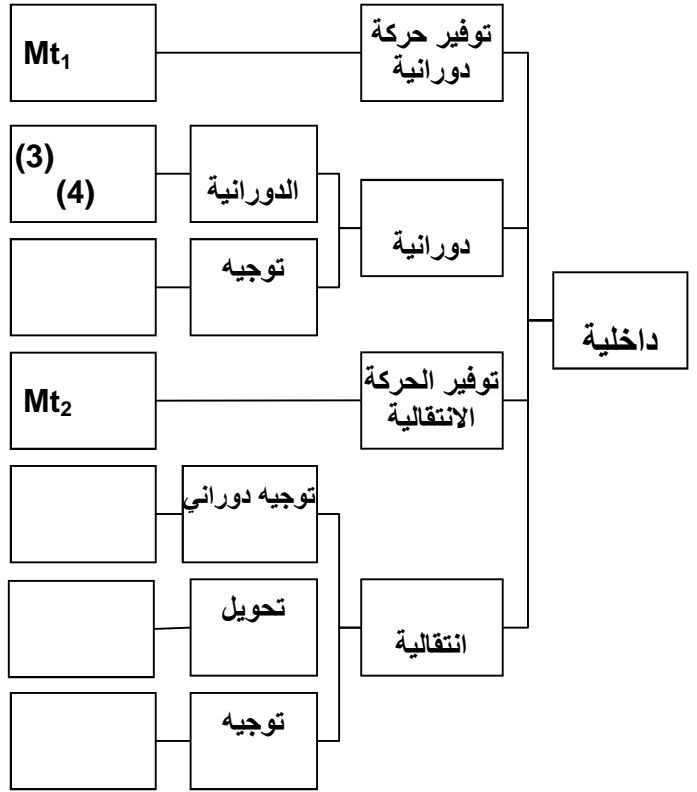 توفير حركة
دورانية
Mt₁
الدورانية
(3)
(4)
دورانية
توجيه
داخلية
توفير الحركة
الانتقالية
Mt₂
توجيه دوراني
تحويل
انتقالية
توجيه